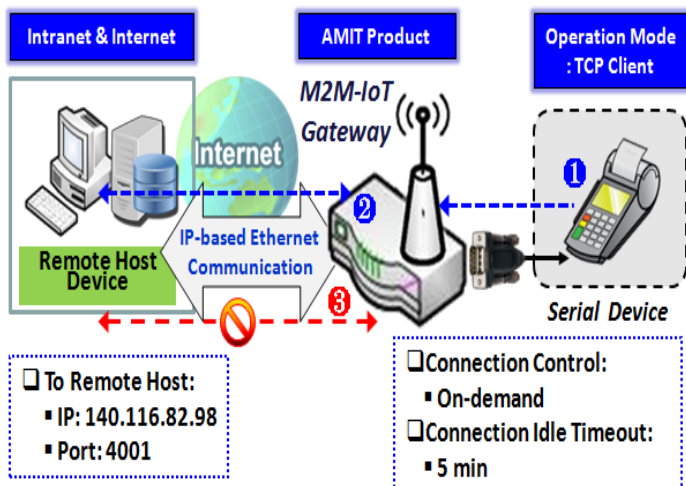 Intranet & Internet
AMIT Product
Operation Mode
: TCP Client
M2M-IoT
Gateway
Internet
❶
❷
IP-based Ethernet
Communication
Remote Host
Device
❸
Serial Device
❑ To Remote Host:
▪ IP: 140.116.82.98
▪ Port: 4001
❑Connection Control:
▪ On-demand
❑Connection Idle Timeout:
▪ 5 min